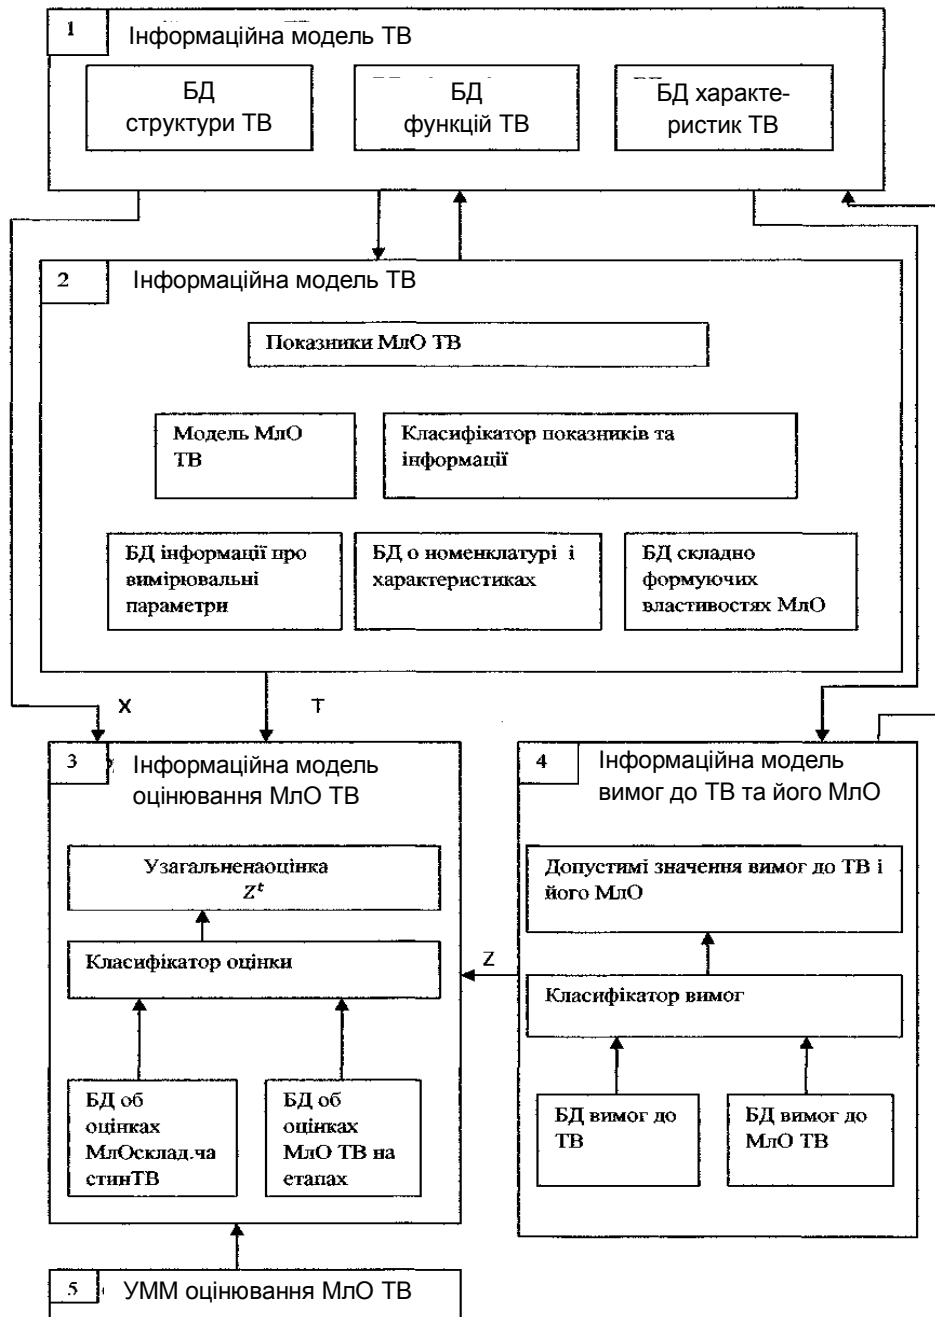 1
Інформаційна модель ТВ
БД
структури ТВ
БД
функцій ТВ
БД характе-
ристик ТВ
2
Інформаційна модель ТВ
Показники МлО ТВ
Модель МлО
ТВ
Класифікатор показників та
інформації
БД інформації про
вимірювальні
параметри
БД о номенклатурі і
характеристиках
БД складно
формуючих
властивостях МлО
X
T
3
Інформаційна модель
оцінювання МлО ТВ
Узагальненаоцінка
Z^t
Класифікатор оцінки
БД об
оцінках
МлОсклад.ча
стинТВ
БД об
оцінках
МлО ТВ на
етапах
Z
4
Інформаційна модель
вимог до ТВ та його МлО
Допустимі значення вимог до ТВ і
його МлО
Класифікатор вимог
БД вимог до
ТВ
БД вимог до
МлО ТВ
5
УММ оцінювання МлО ТВ